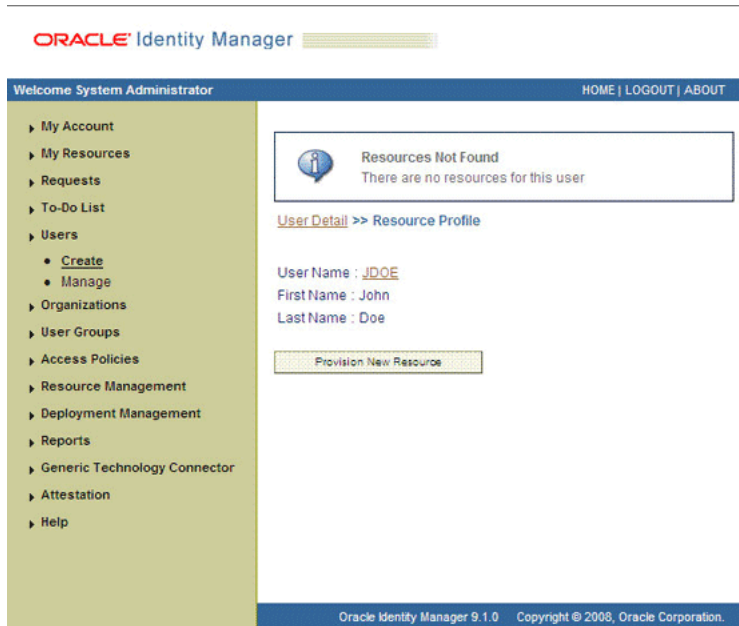 ORACLE Identity Manager
Welcome System Administrator
HOME | LOGOUT | ABOUT
My Account
My Resources
Requests
To-Do List
Users
Create
Manage
Organizations
User Groups
Access Policies
Resource Management
Deployment Management
Reports
Generic Technology Connector
Attestation
Help
Resources Not Found
There are no resources for this user
User Detail >> Resource Profile
User Name : JDOE
First Name : John
Last Name : Doe
Provision New Resource
Oracle Identity Manager 9.1.0 Copyright © 2008, Oracle Corporation.